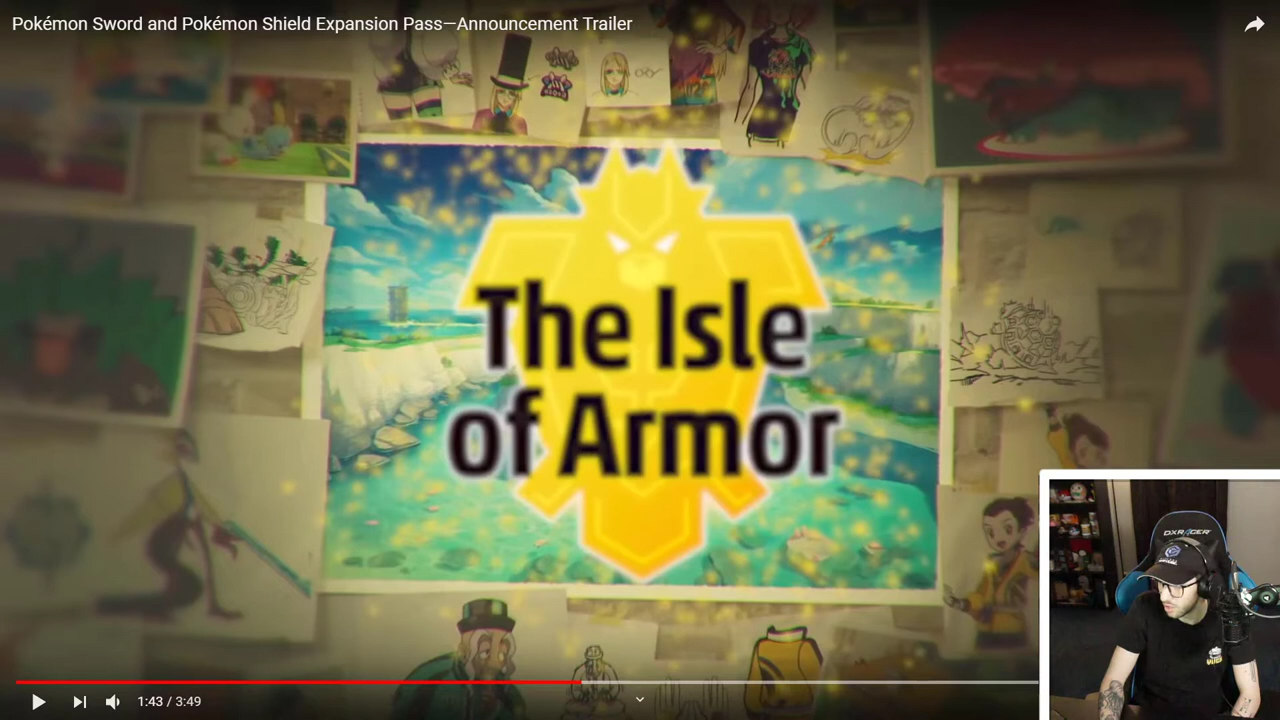 Pokémon Sword and Pokémon Shield Expansion Pass—Announcement Trailer
The Isle
of Armor
DXRACER
1:43 / 3:49